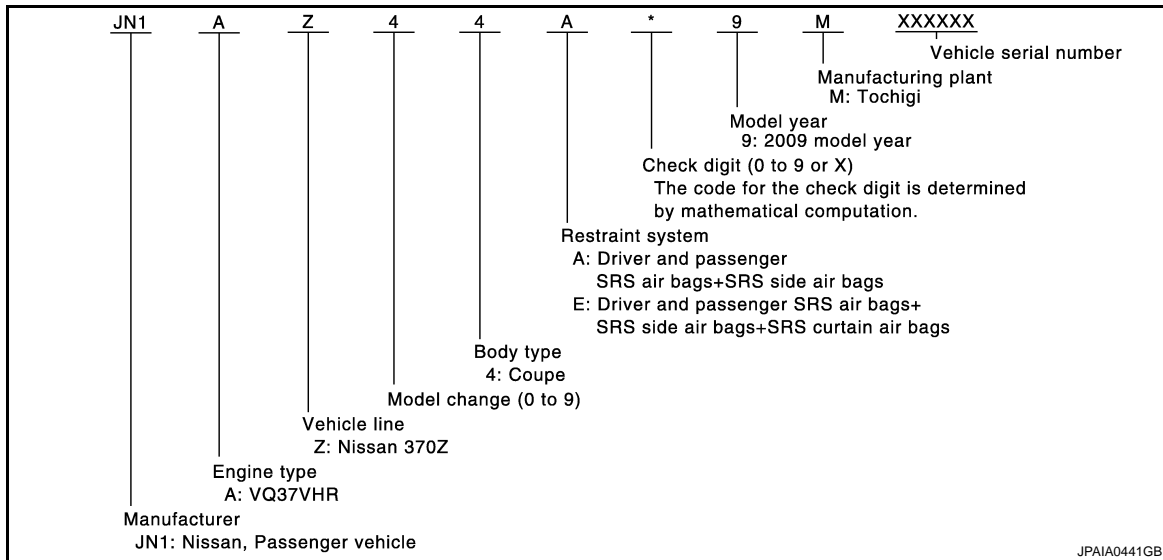 JN1 A Z 4 4 A * 9 M XXXXXX
Vehicle serial number
Manufacturing plant
M: Tochigi
Model year
9: 2009 model year
Check digit (0 to 9 or X)
The code for the check digit is determined
by mathematical computation.
Restraint system
A: Driver and passenger
SRS air bags+SRS side air bags
E: Driver and passenger SRS air bags+
SRS side air bags+SRS curtain air bags
Body type
4: Coupe
Model change (0 to 9)
Vehicle line
Z: Nissan 370Z
Engine type
A: VQ37VHR
Manufacturer
JN1: Nissan, Passenger vehicle
JPAIA0441GB